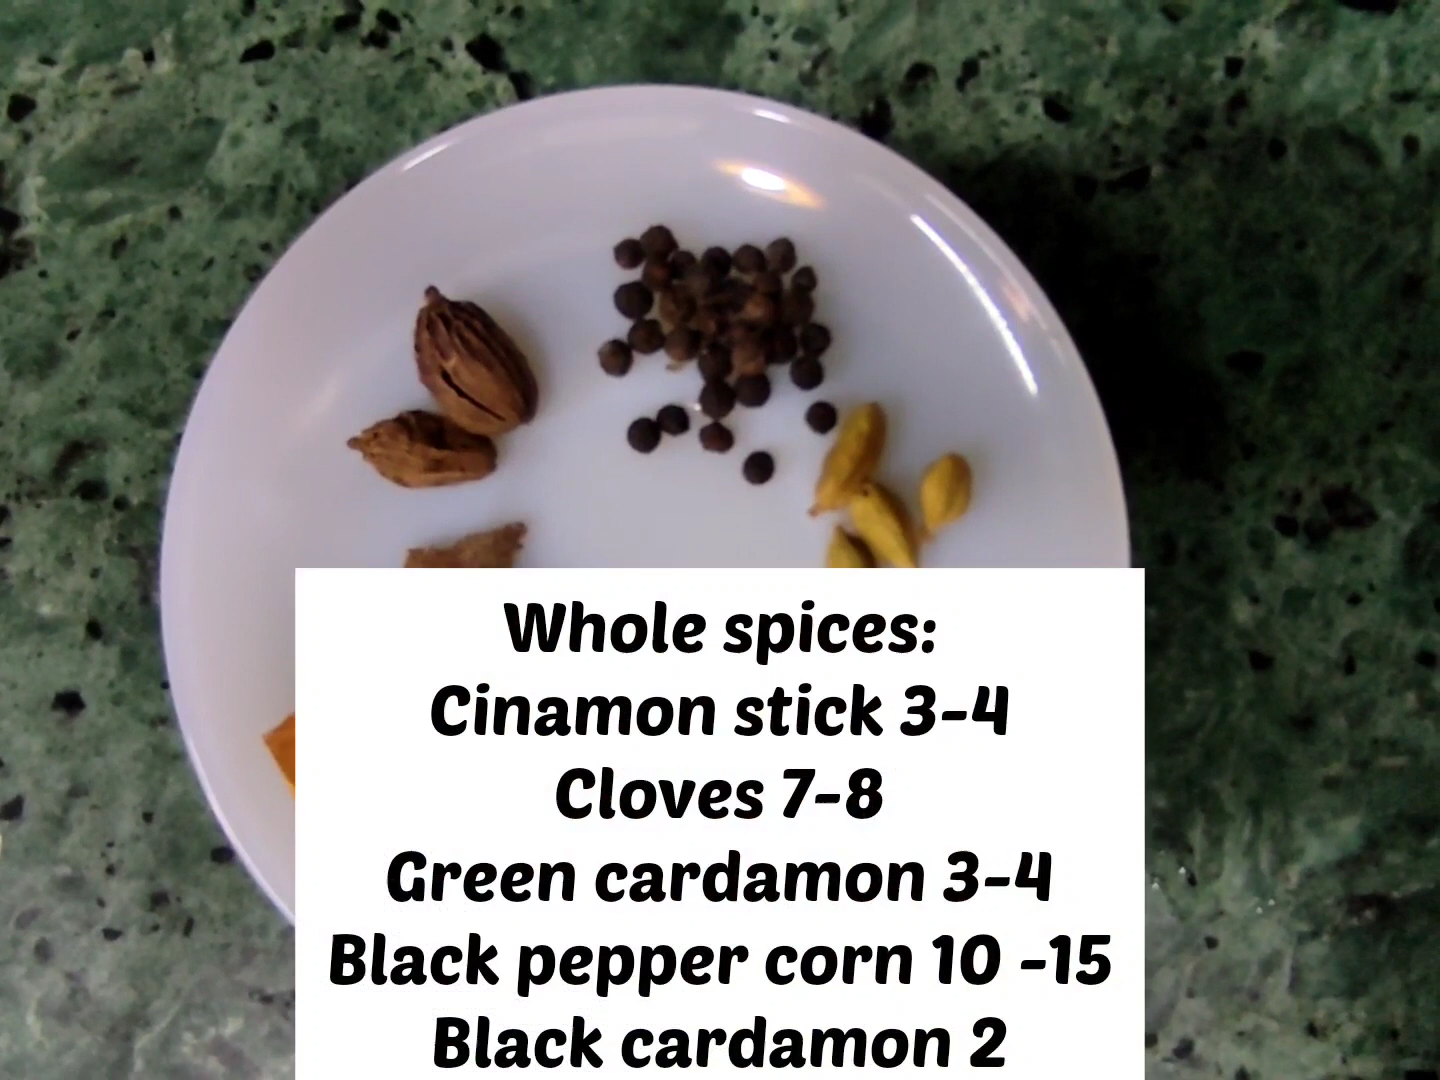 Whole spices:
Cinamon stick 3-4
Cloves 7-8
Green cardamon 3-4
Black pepper corn 10 -15
Black cardamon 2